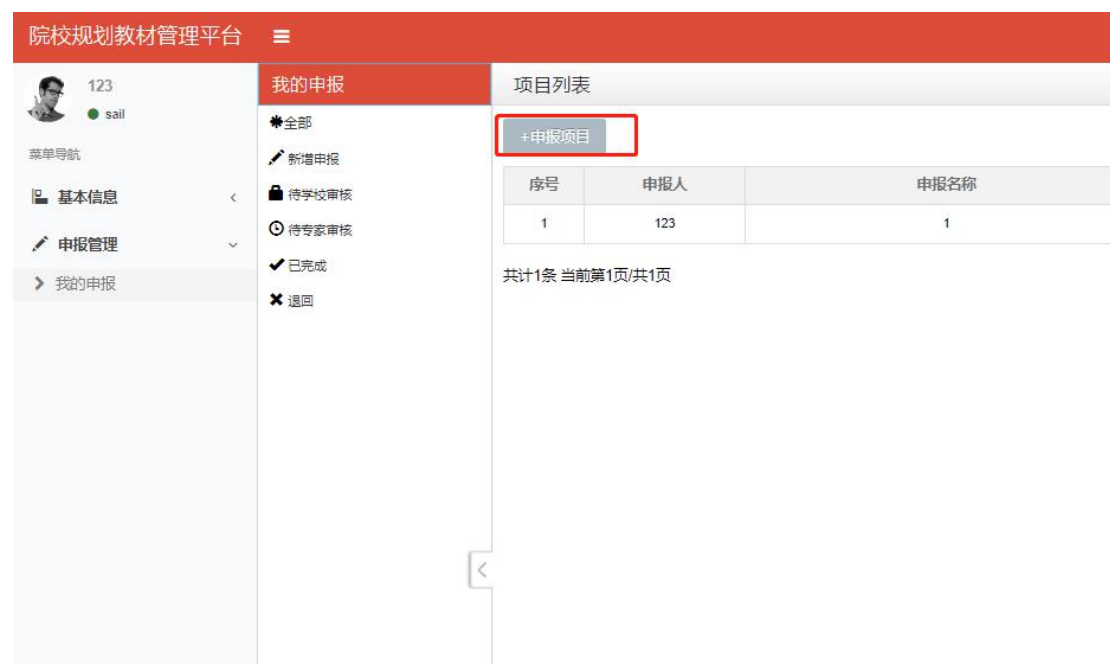 院校规划教材管理平台
123
sail
菜单导航
基本信息
申报管理
我的申报
我的申报
全部
新增申报
待学校审核
待专家审核
已完成
退回
项目列表
+申报项目
序号 申报人 申报名称
1 123 1
共计1条 当前第1页/共1页